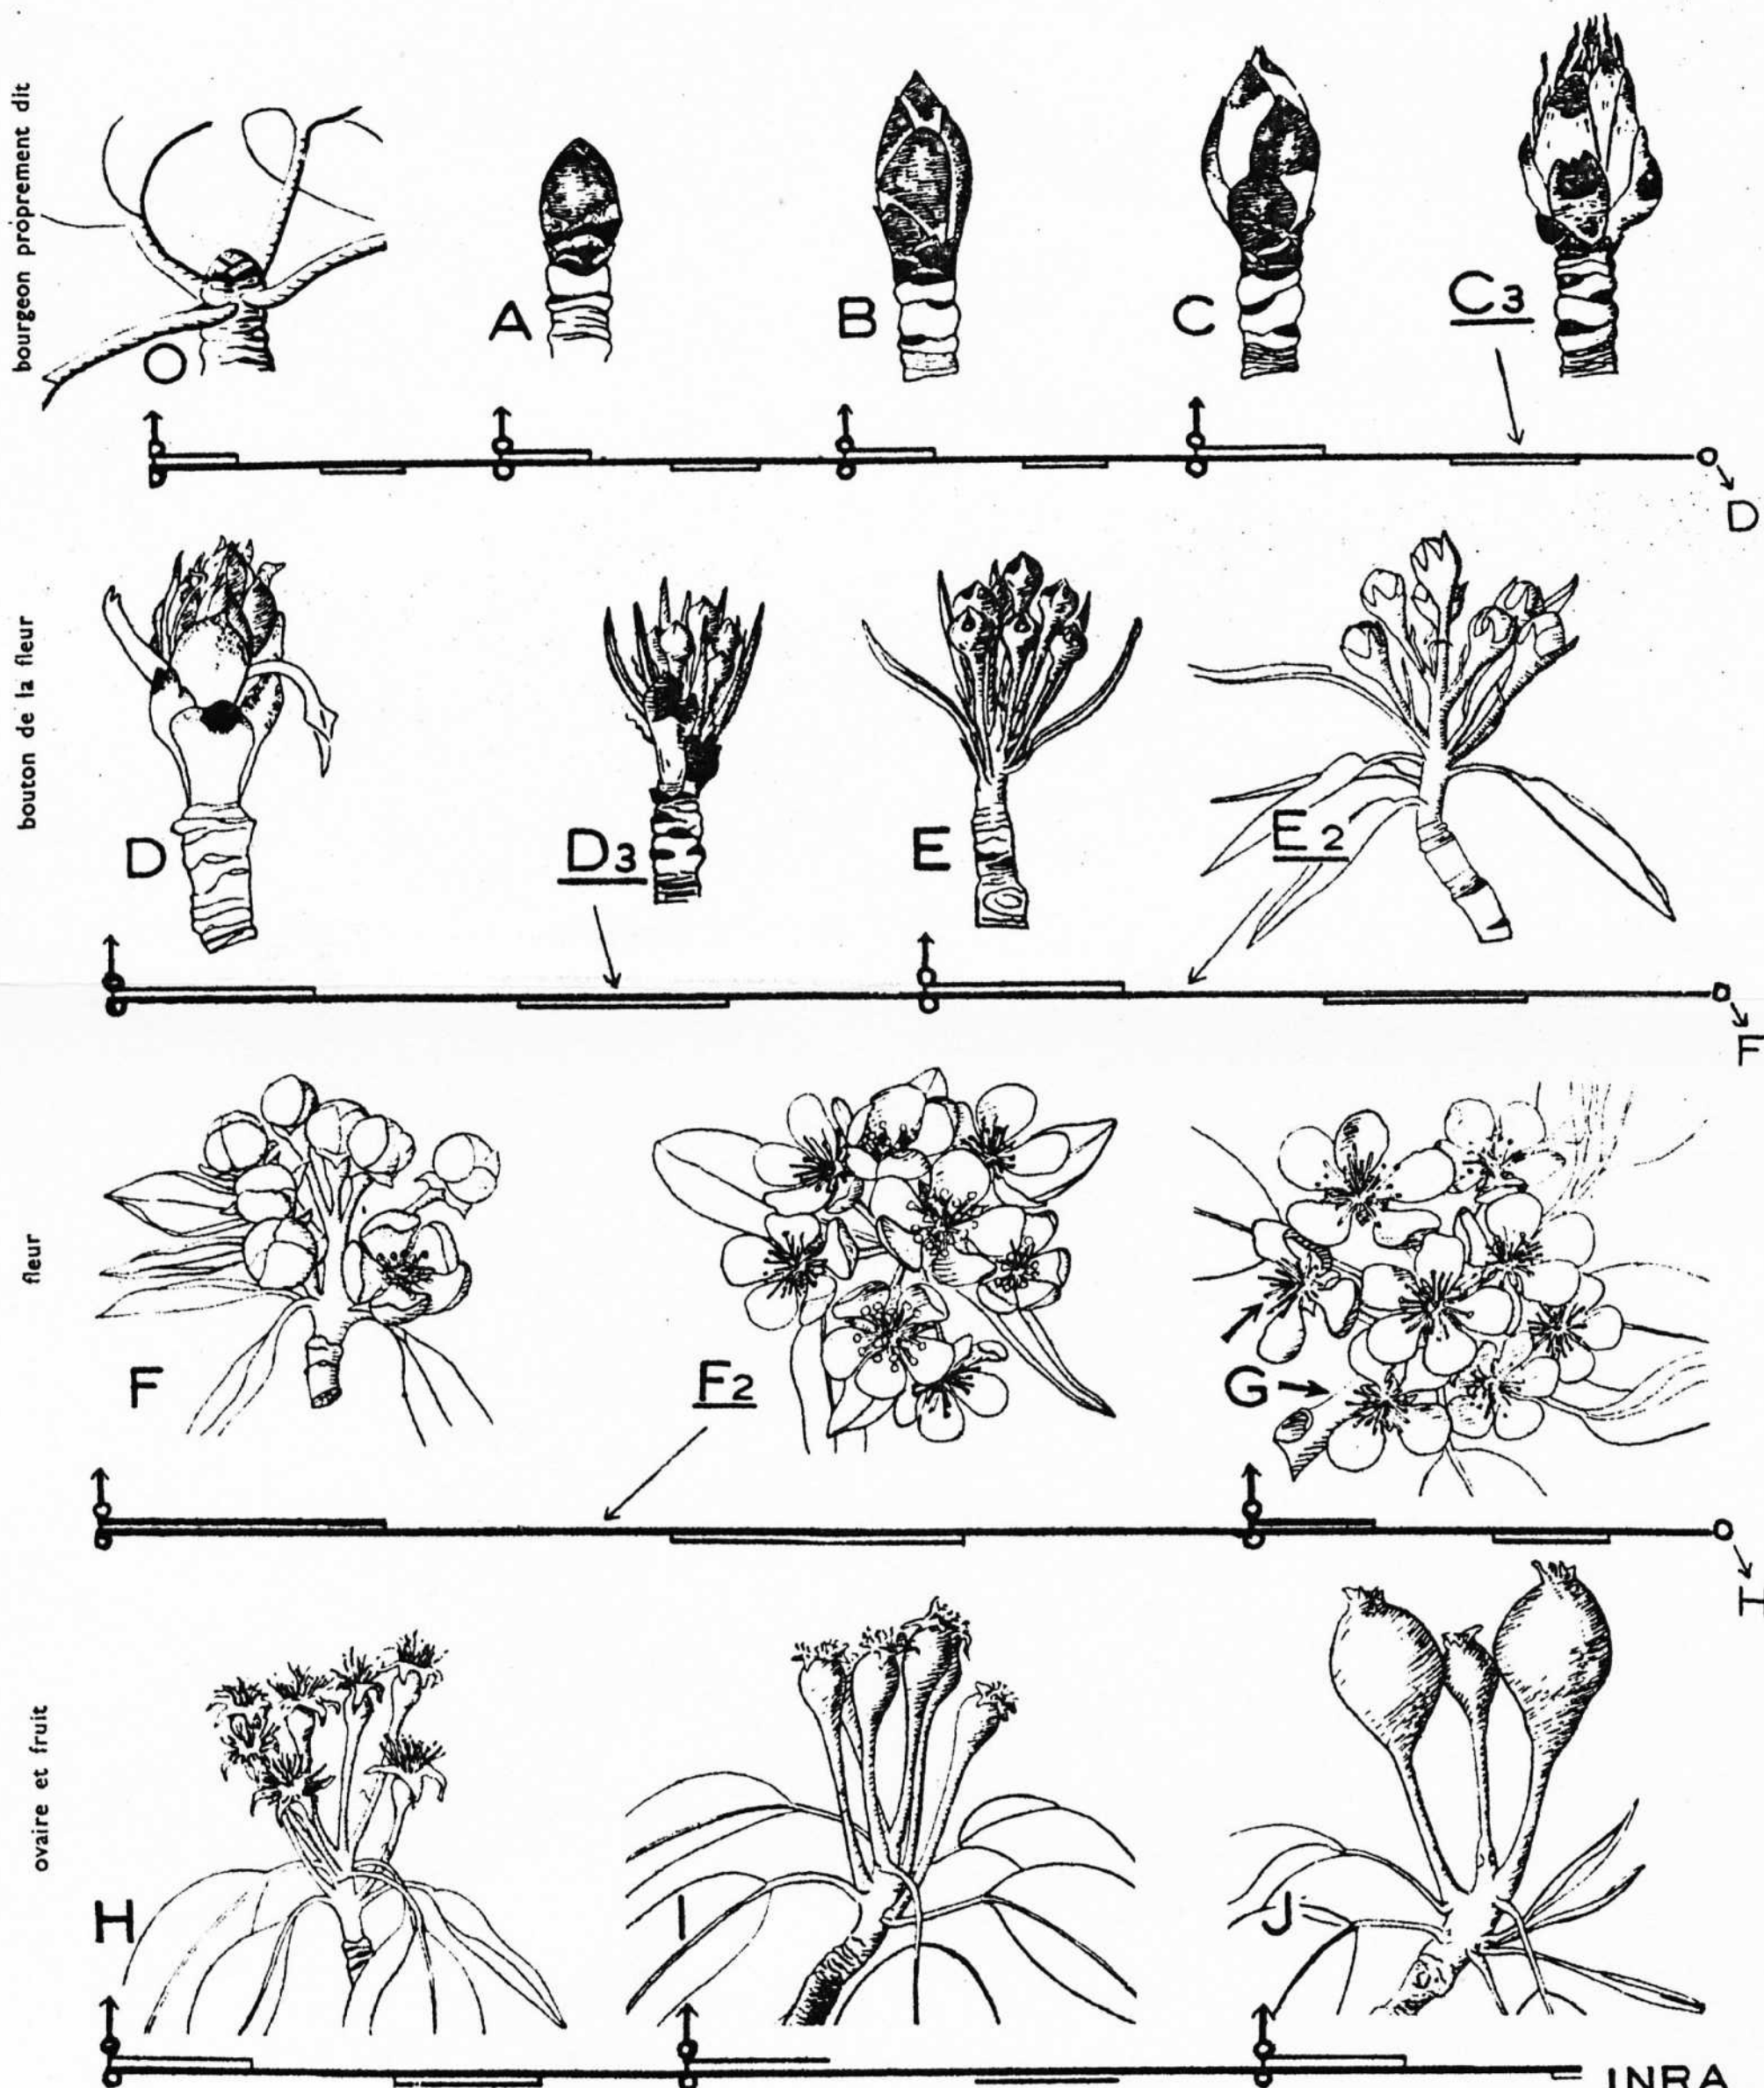 bourgeon proprement dit
O
A
B
C
C3
D
bouton de la fleur
D
D3
E
E2
F
fleur
F
F2
G
H
ovaire et fruit
H
I
J
INRA